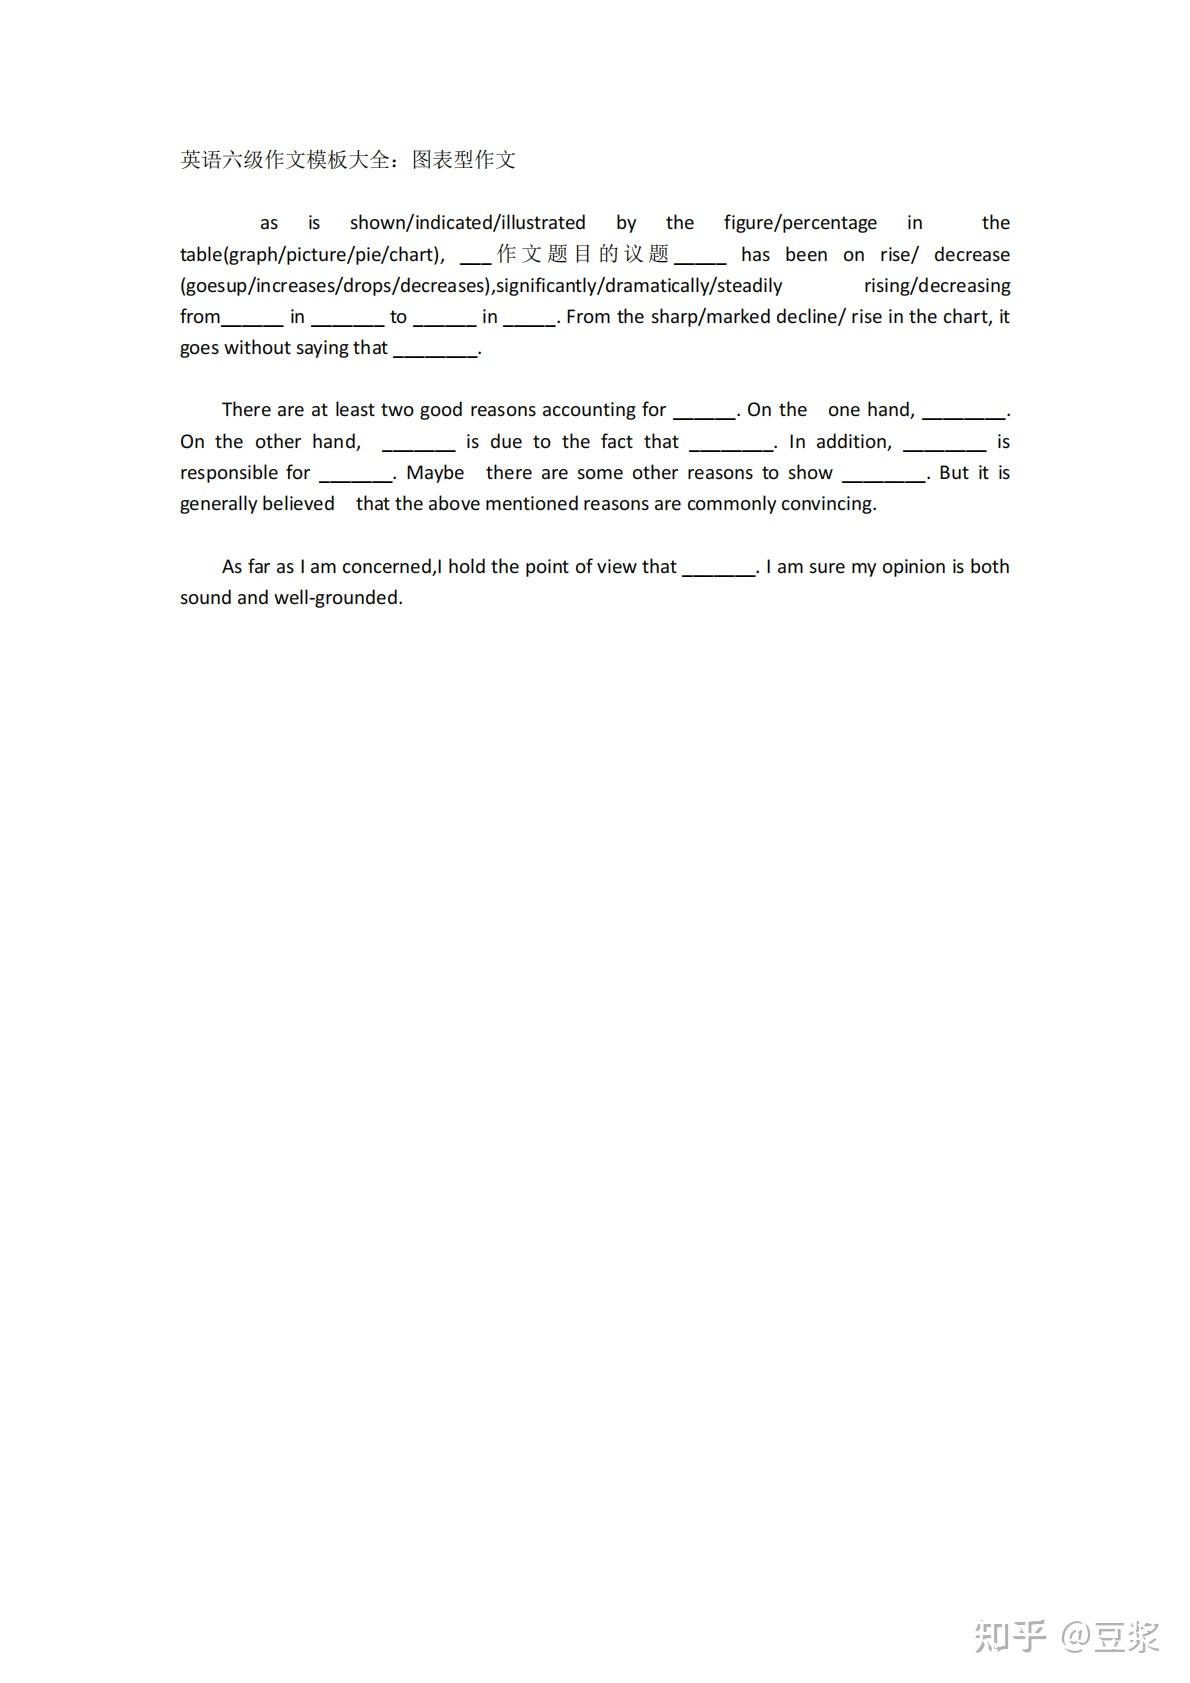 英语六级作文模板大全：图表型作文
as is shown/indicated/illustrated by the figure/percentage in the
table(graph/picture/pie/chart), ___作文题目的议题_____ has been on rise/ decrease
(goesup/increases/drops/decreases),significantly/dramatically/steadily rising/decreasing
from______ in _______ to ______ in _____. From the sharp/marked decline/ rise in the chart, it
goes without saying that ________.
There are at least two good reasons accounting for ______. On the one hand, ________.
On the other hand, _______ is due to the fact that ________. In addition, ________ is
responsible for _______. Maybe there are some other reasons to show ________. But it is
generally believed that the above mentioned reasons are commonly convincing.
As far as I am concerned,I hold the point of view that _______. I am sure my opinion is both
sound and well-grounded.
知乎 @豆浆